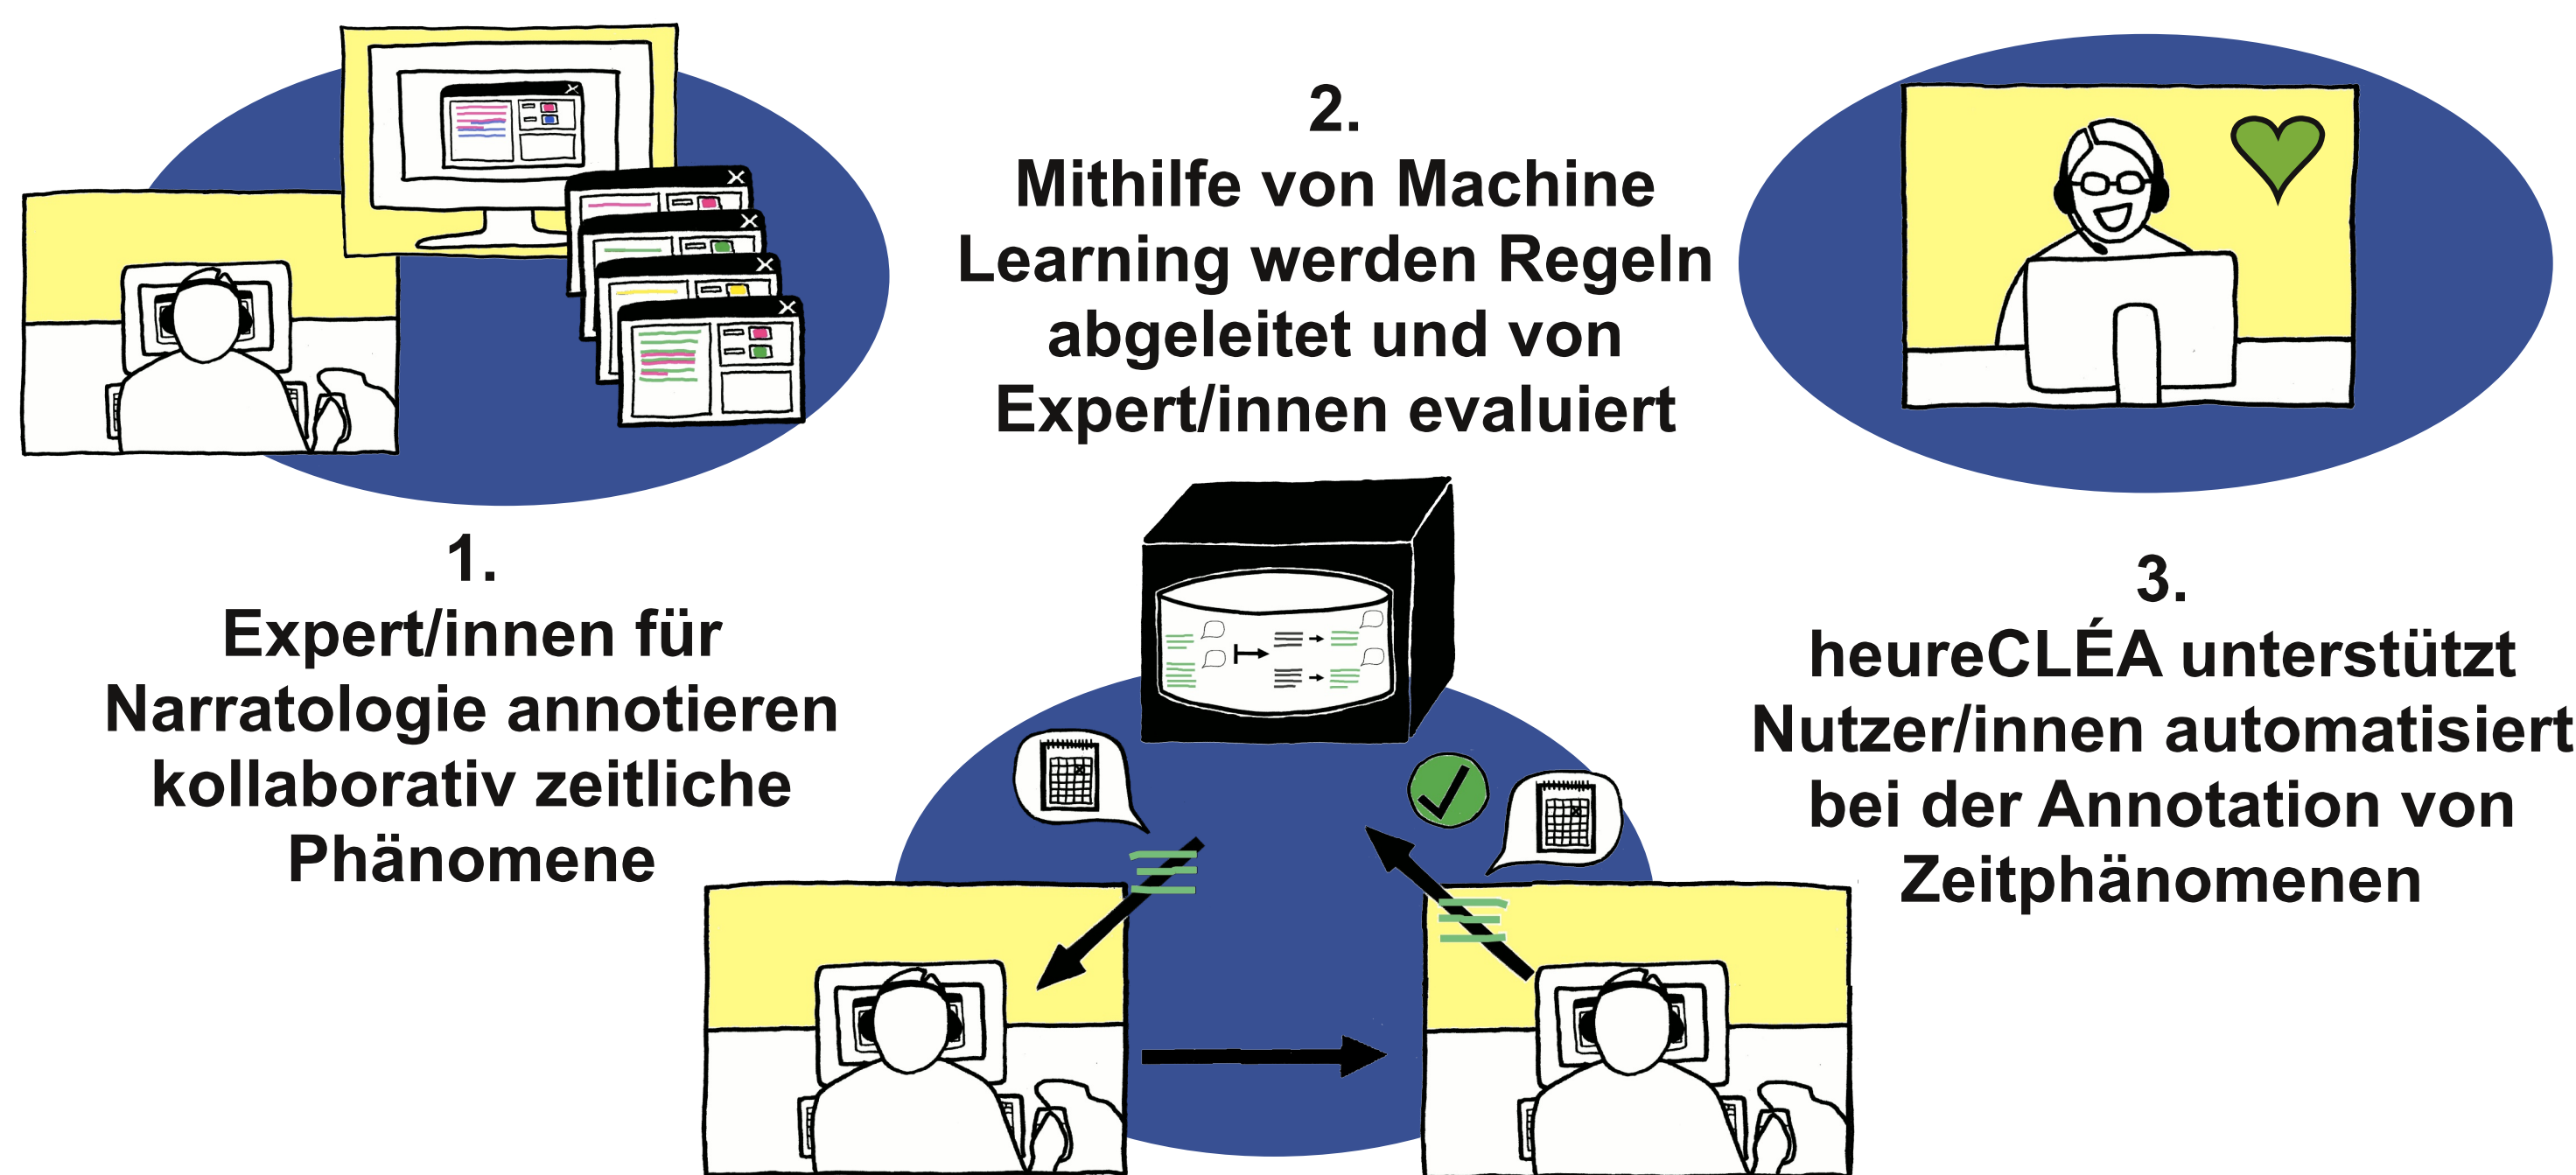 1.
Expert/innen für
Narratologie annotieren
kollaborativ zeitliche
Phänomene
2.
Mithilfe von Machine
Learning werden Regeln
abgeleitet und von
Expert/innen evaluiert
3.
heureCLÉA unterstützt
Nutzer/innen automatisiert
bei der Annotation von
Zeitphänomenen